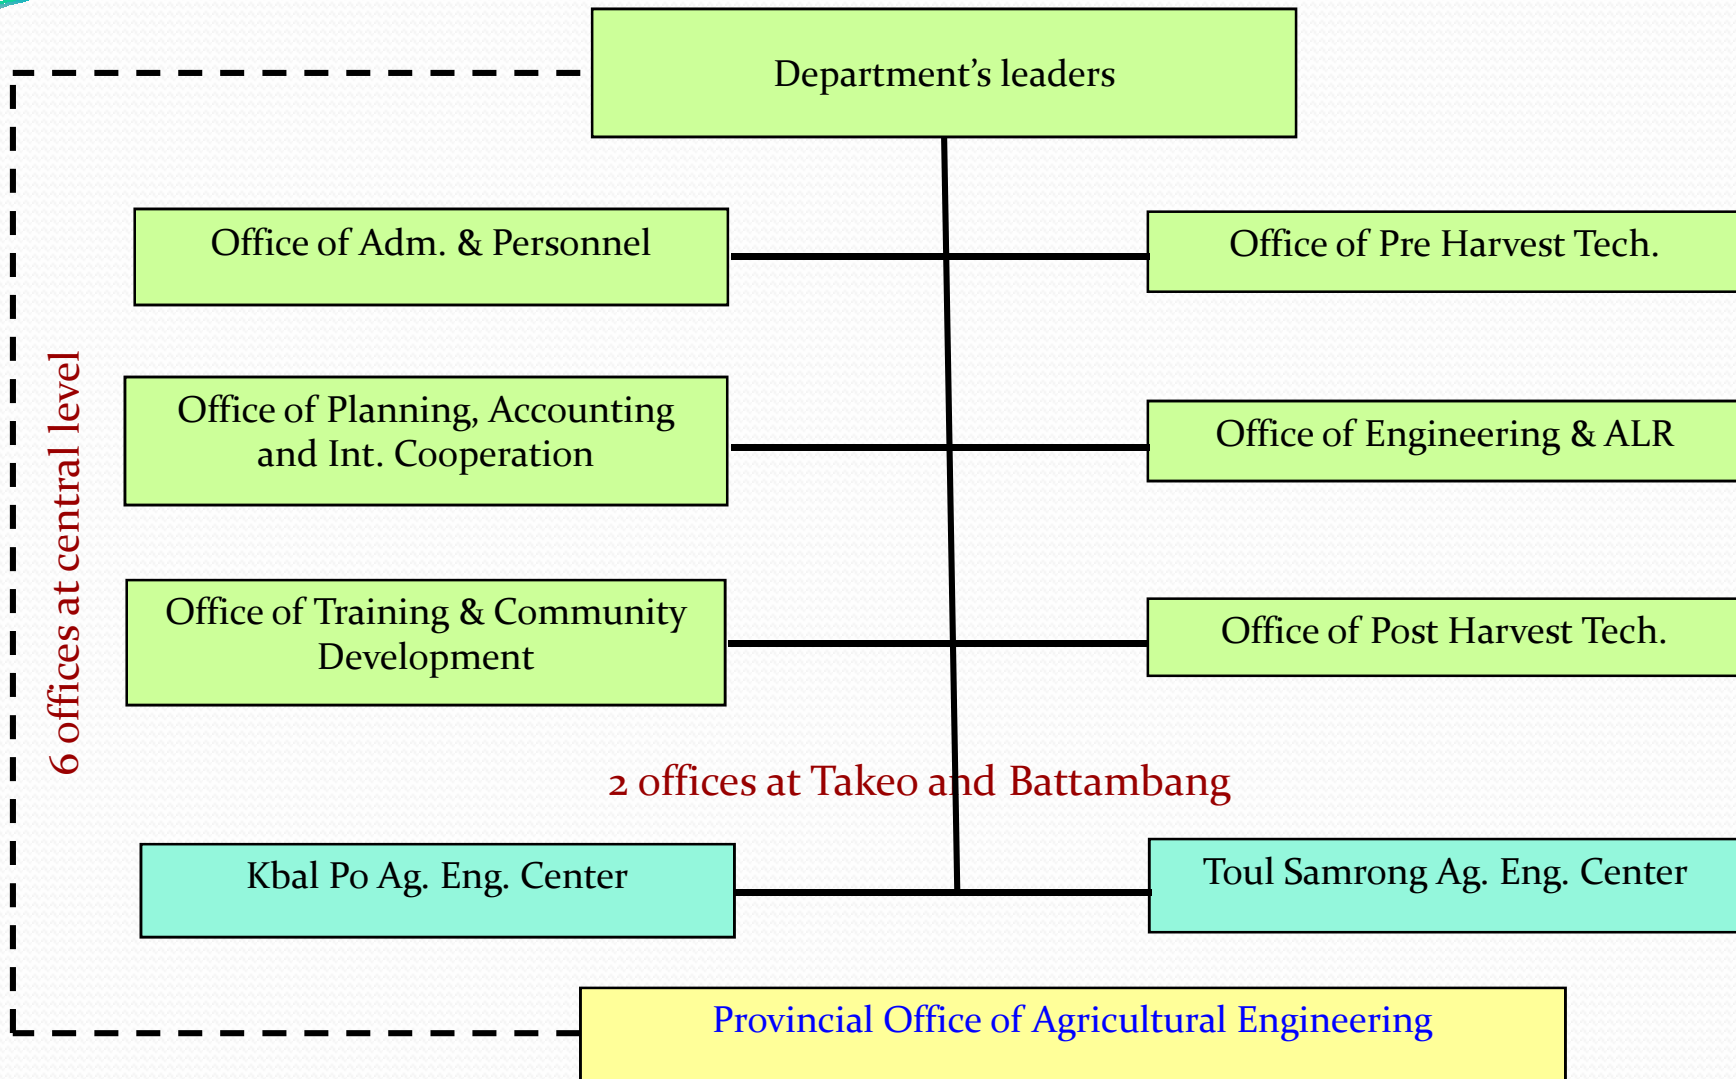 Department’s leaders
Office of Adm. & Personnel
Office of Pre Harvest Tech.
Office of Planning, Accounting
and Int. Cooperation
Office of Engineering & ALR
Office of Training & Community
Development
Office of Post Harvest Tech.
6 offices at central level
2 offices at Takeo and Battambang
Kbal Po Ag. Eng. Center
Toul Samrong Ag. Eng. Center
Provincial Office of Agricultural Engineering